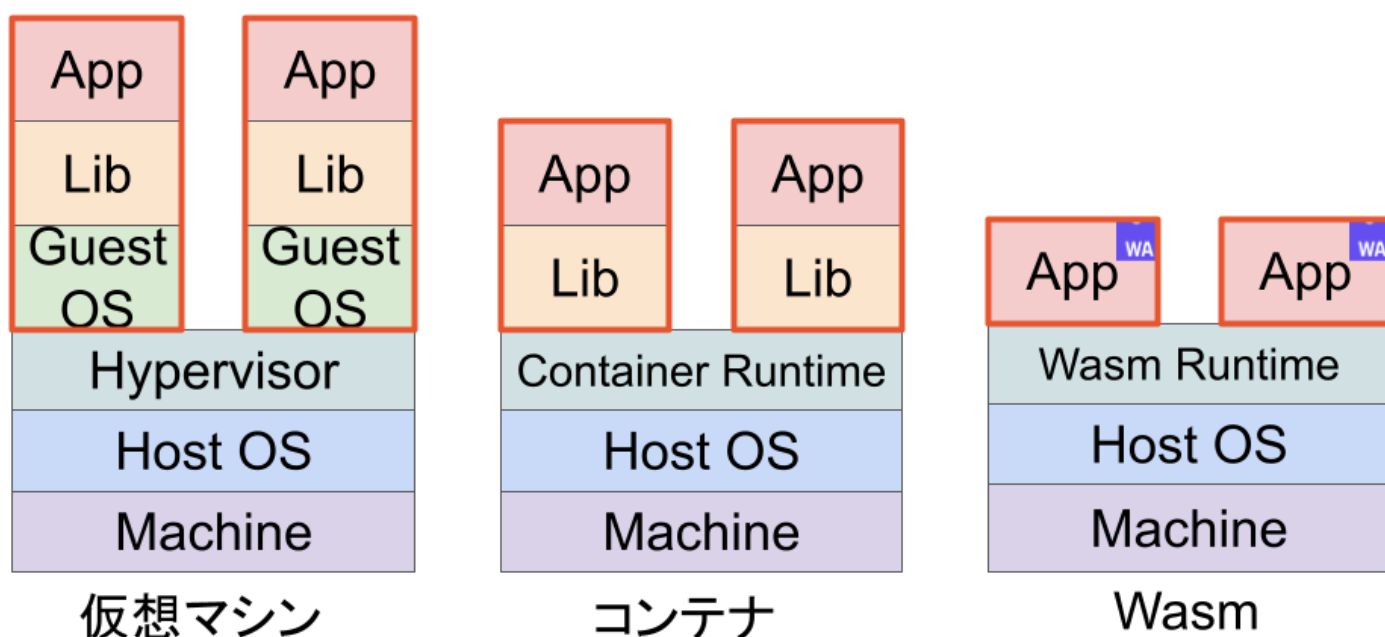 App
Lib
Guest
OS
App
Lib
Guest
OS
Hypervisor
Host OS
Machine
仮想マシン
App
Lib
App
Lib
Container Runtime
Host OS
Machine
コンテナ
App
WA
App
WA
Wasm Runtime
Host OS
Machine
Wasm